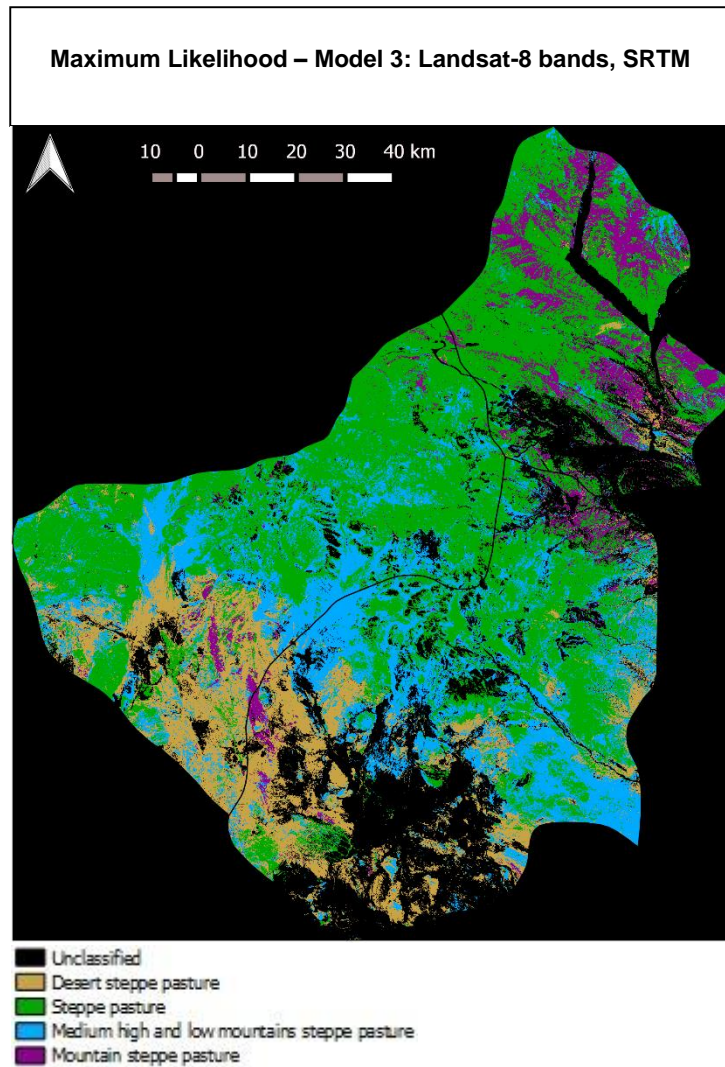 Maximum Likelihood – Model 3: Landsat-8 bands, SRTM
10 0 10 20 30 40 km
Unclassified
Desert steppe pasture
Steppe pasture
Medium high and low mountains steppe pasture
Mountain steppe pasture